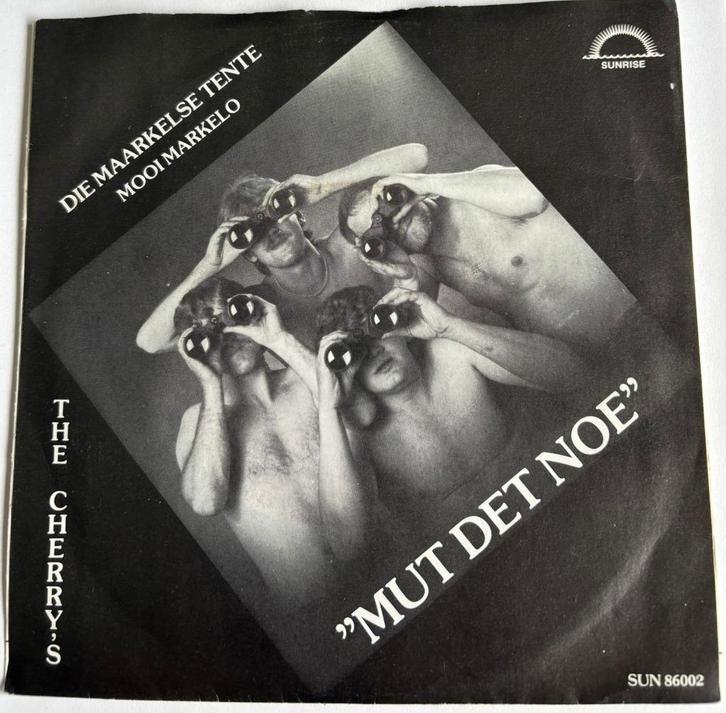 DIE MAARKELSE TENTE
MOOI MARKELO
SUNRISE
THE CHERRY'S
"MUT DET NOE"
SUN 86002